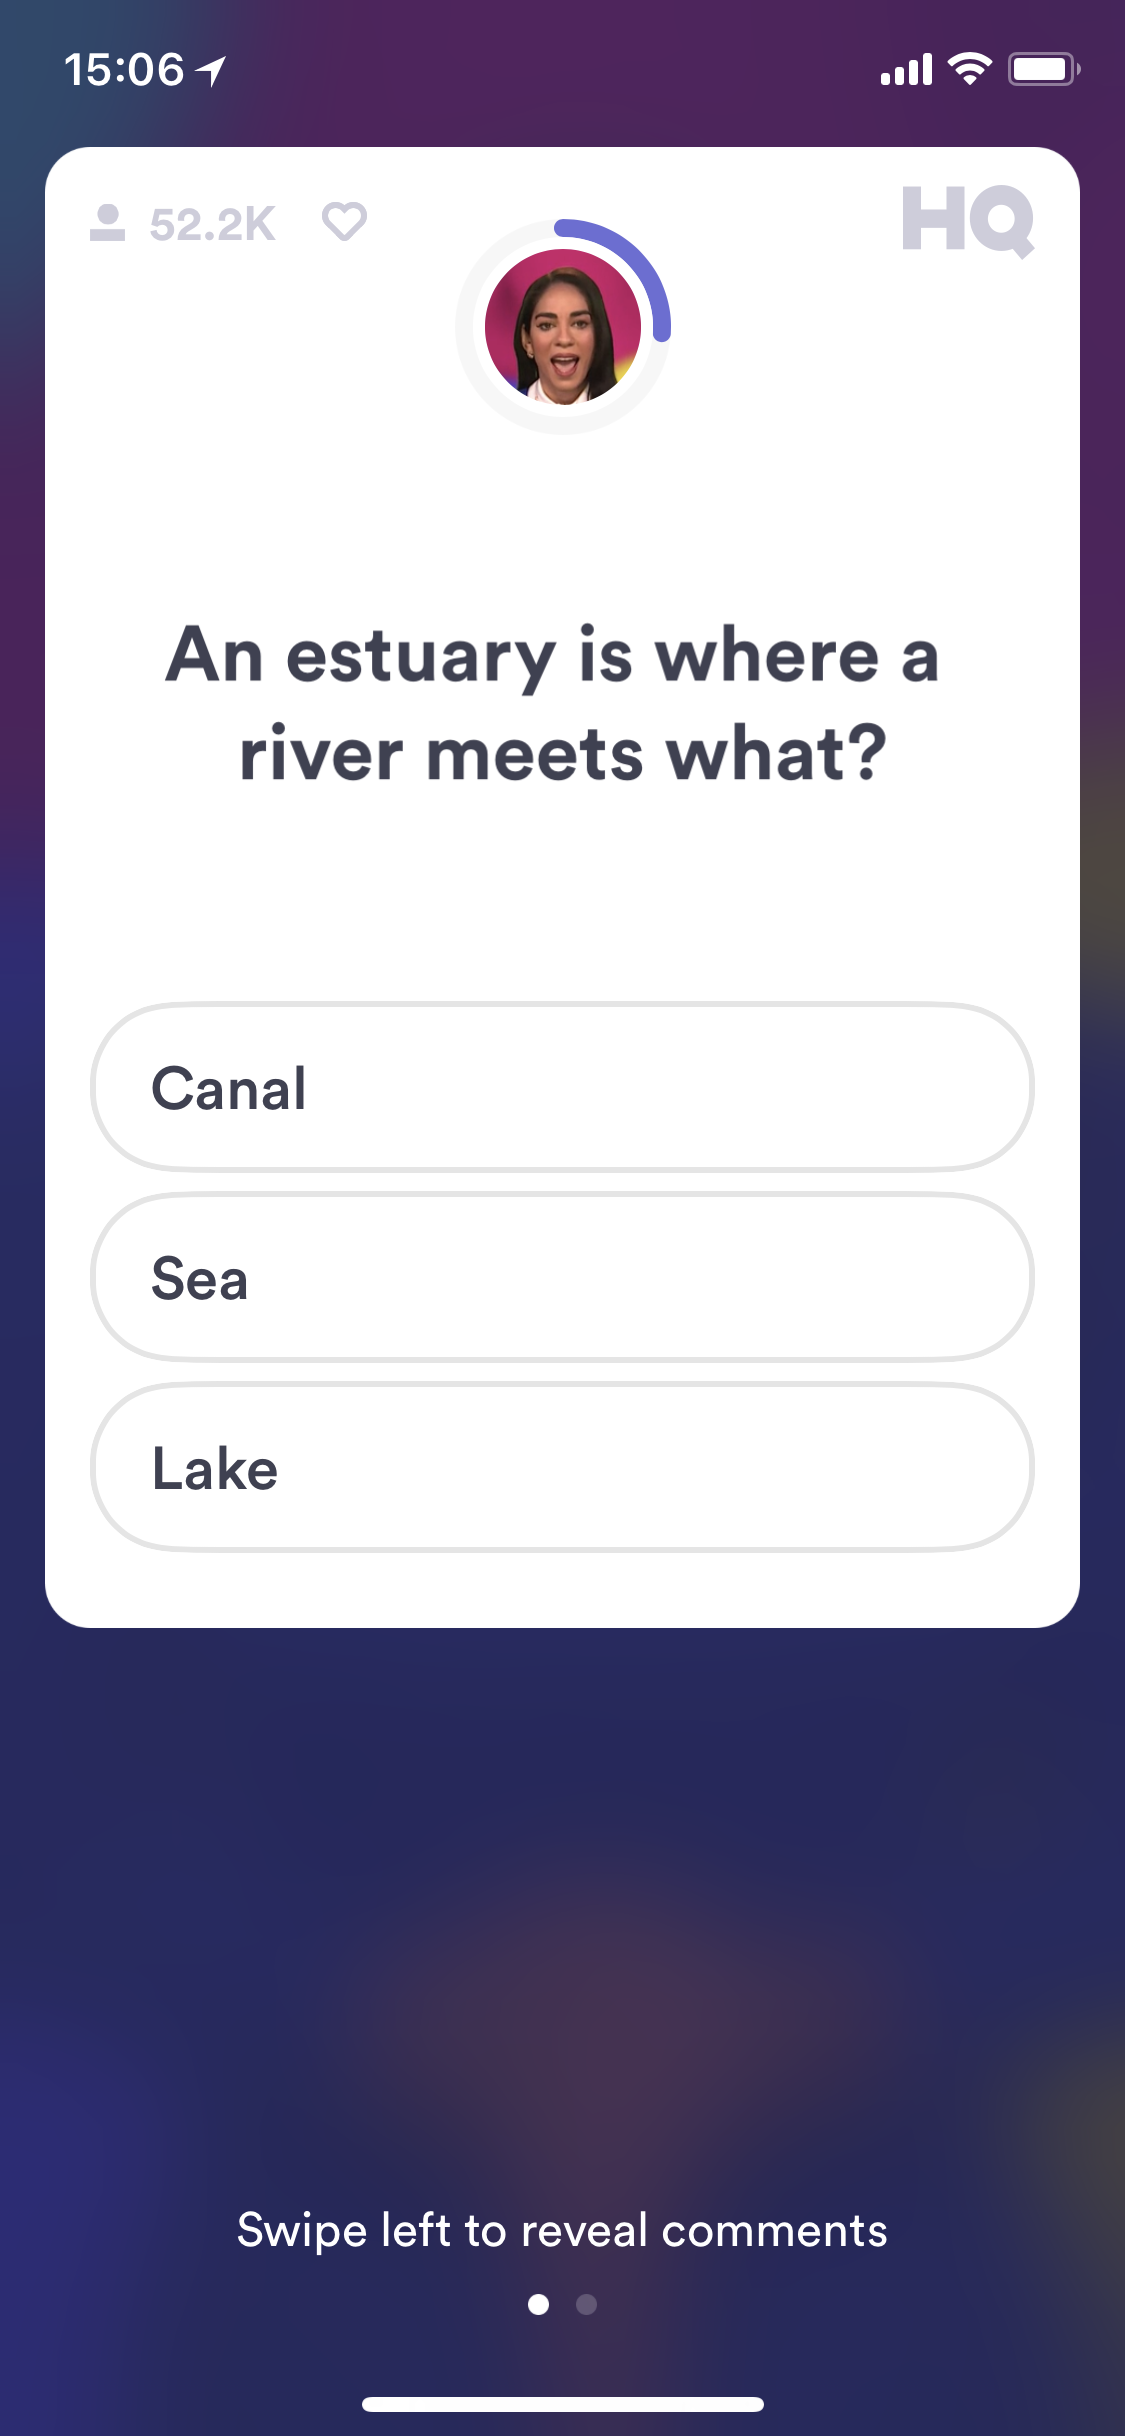 15:06
52.2K
HQ
An estuary is where a
river meets what?
Canal
Sea
Lake
Swipe left to reveal comments